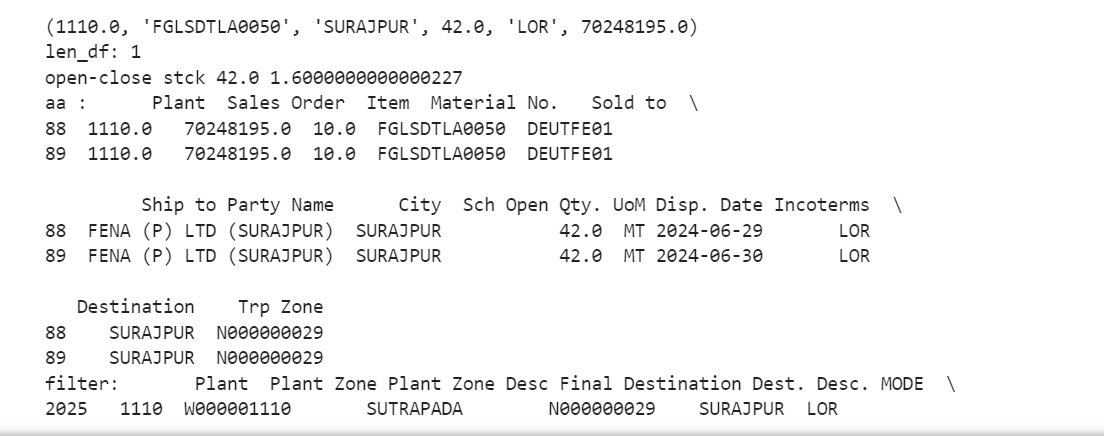 (1110.0, 'FGLSDTLA0050', 'SURAJPUR', 42.0, 'LOR', 70248195.0)
len_df: 1
open-close stck 42.0 1.6000000000000227
aa :      Plant  Sales Order  Item  Material No.   Sold to  \
88  1110.0   70248195.0  10.0  FGLSDTLA0050  DEUTFE01
89  1110.0   70248195.0  10.0  FGLSDTLA0050  DEUTFE01
Ship to Party Name      City  Sch Open Qty. UoM Disp. Date Incoterms  \
88  FENA (P) LTD (SURAJPUR)  SURAJPUR           42.0  MT 2024-06-29       LOR
89  FENA (P) LTD (SURAJPUR)  SURAJPUR           42.0  MT 2024-06-30       LOR
Destination    Trp Zone
88    SURAJPUR  N000000029
89    SURAJPUR  N000000029
filter:       Plant  Plant Zone Plant Zone Desc Final Destination Dest. Desc. MODE  \
2025   1110  W000001110       SUTRAPADA        N000000029    SURAJPUR  LOR